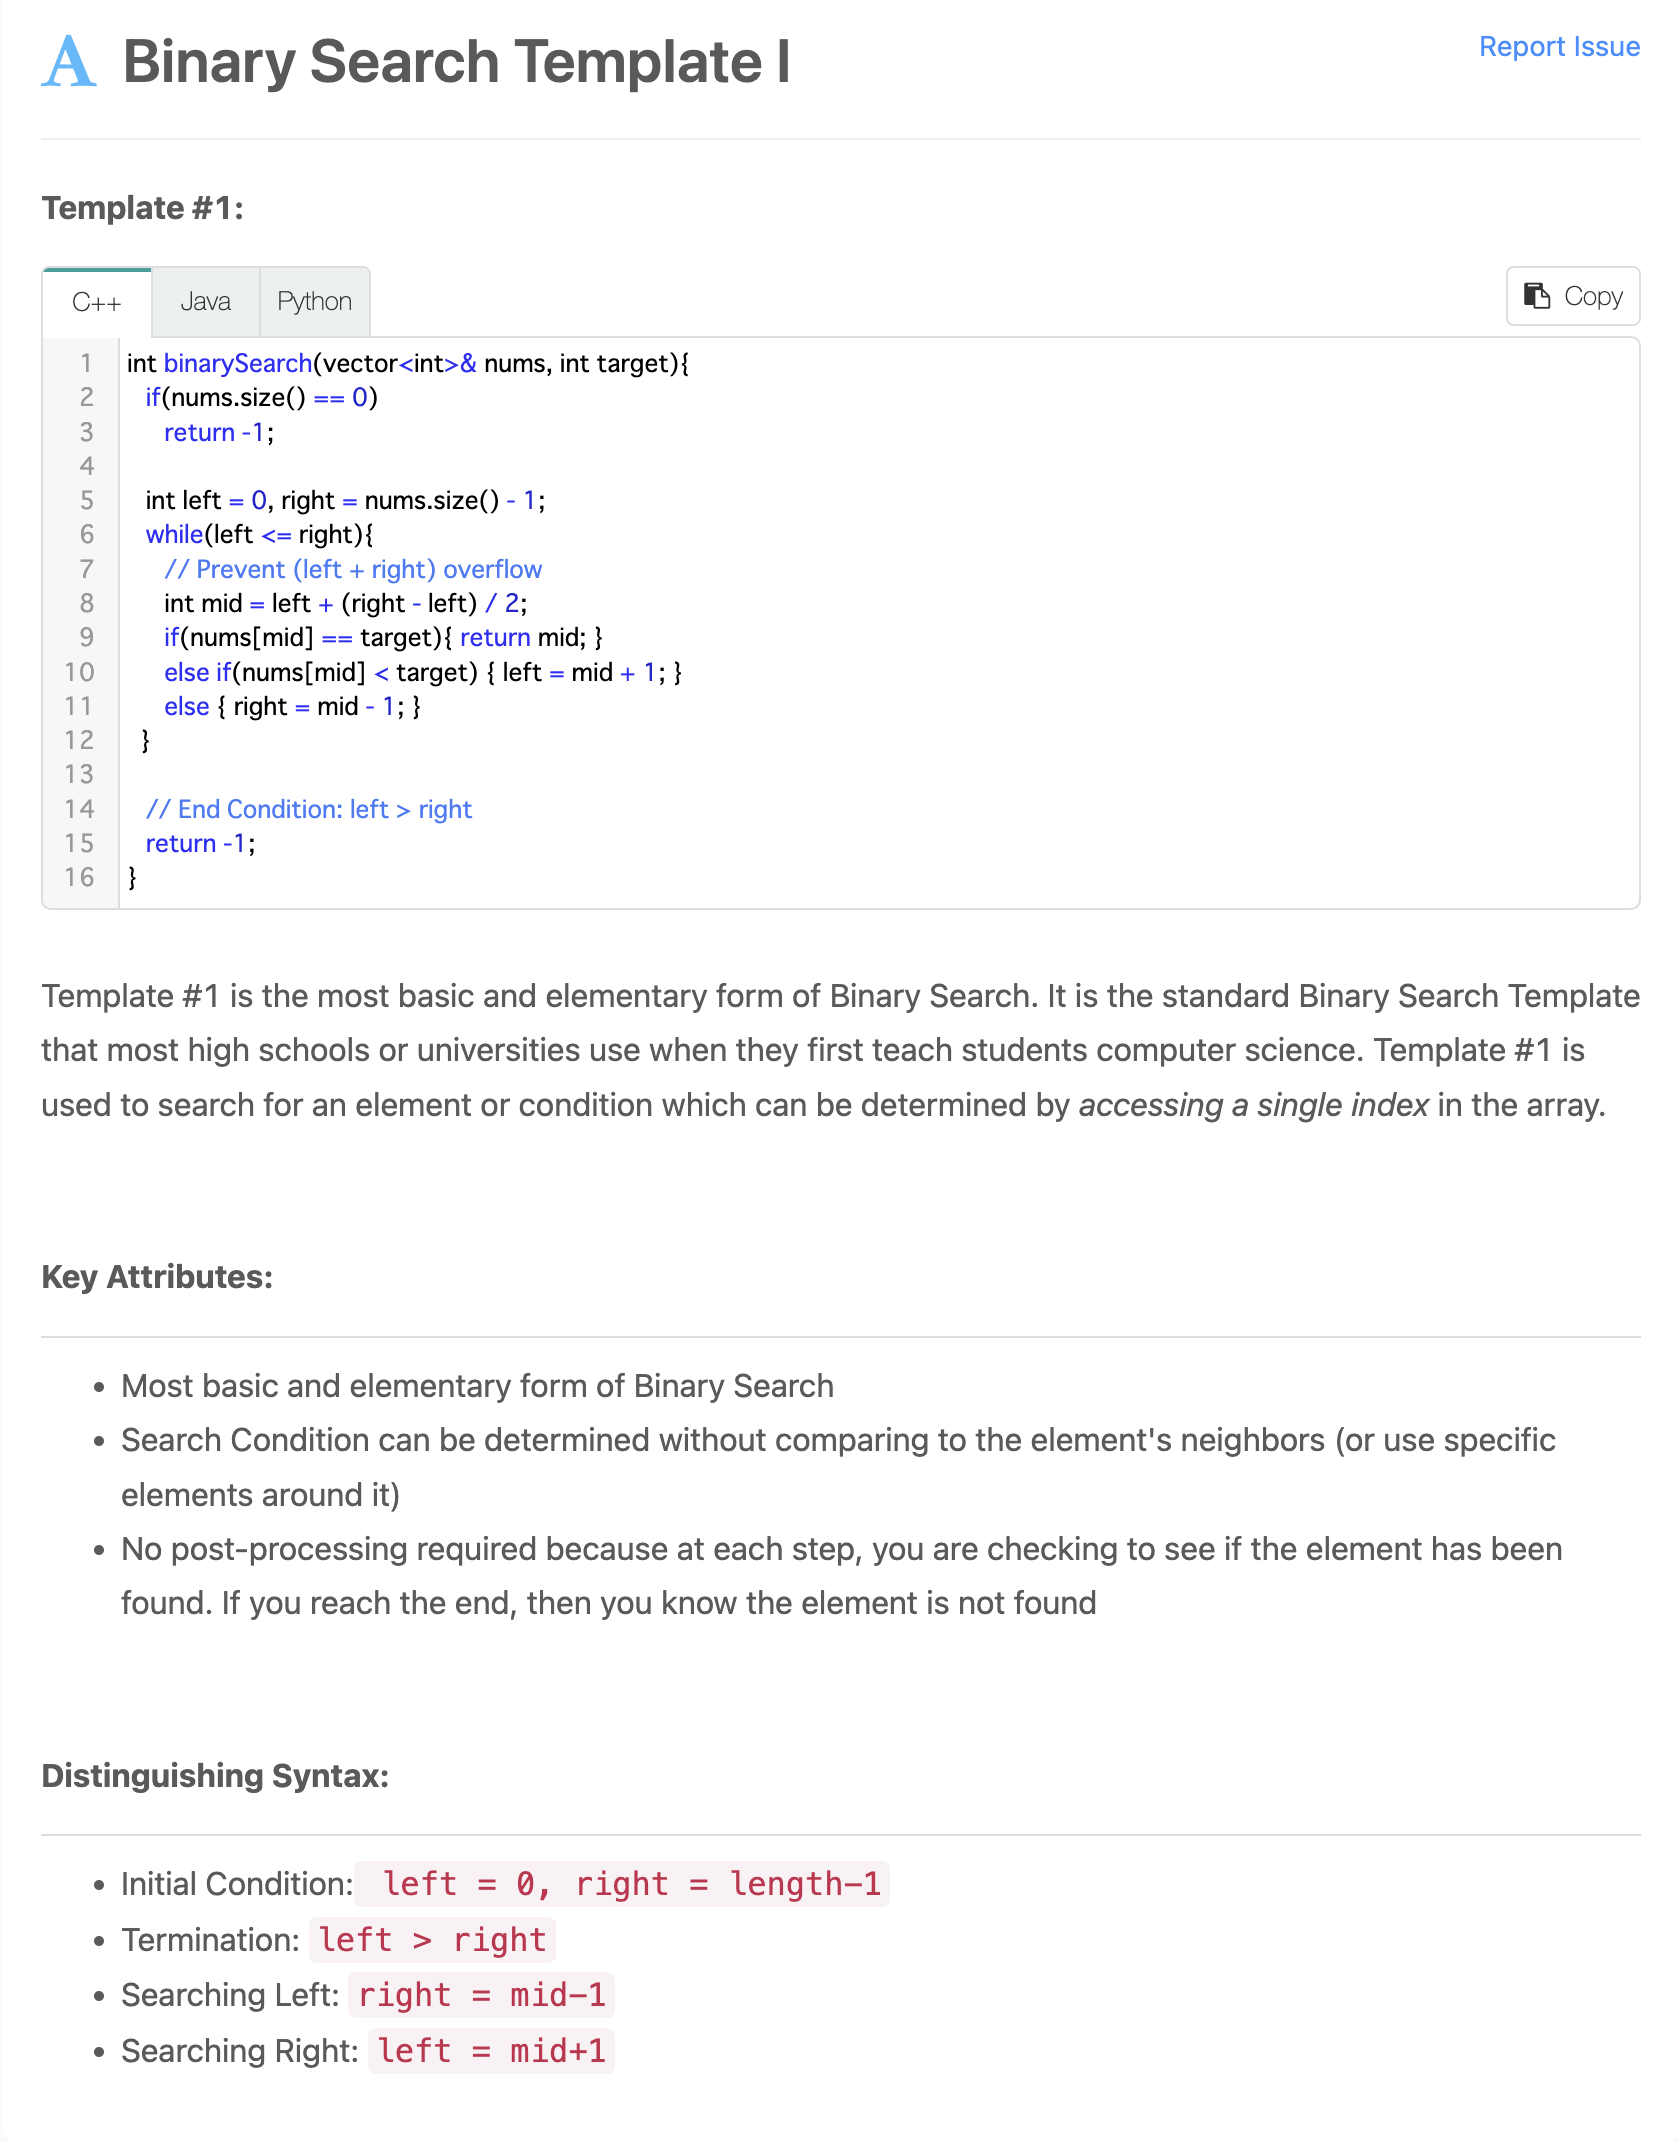 A Binary Search Template I
Report Issue
Template #1:
C++ Java Python
Copy
1 int binarySearch(vector<int>& nums, int target){
2 if(nums.size() == 0)
3 return -1;
4
5 int left = 0, right = nums.size() - 1;
6 while(left <= right){
7 // Prevent (left + right) overflow
8 int mid = left + (right - left) / 2;
9 if(nums[mid] == target){ return mid; }
10 else if(nums[mid] < target) { left = mid + 1; }
11 else { right = mid - 1; }
12 }
13
14 // End Condition: left > right
15 return -1;
16 }
Template #1 is the most basic and elementary form of Binary Search. It is the standard Binary Search Template
that most high schools or universities use when they first teach students computer science. Template #1 is
used to search for an element or condition which can be determined by accessing a single index in the array.
Key Attributes:
• Most basic and elementary form of Binary Search
• Search Condition can be determined without comparing to the element's neighbors (or use specific
elements around it)
• No post-processing required because at each step, you are checking to see if the element has been
found. If you reach the end, then you know the element is not found
Distinguishing Syntax:
• Initial Condition: left = 0, right = length-1
• Termination: left > right
• Searching Left: right = mid-1
• Searching Right: left = mid+1